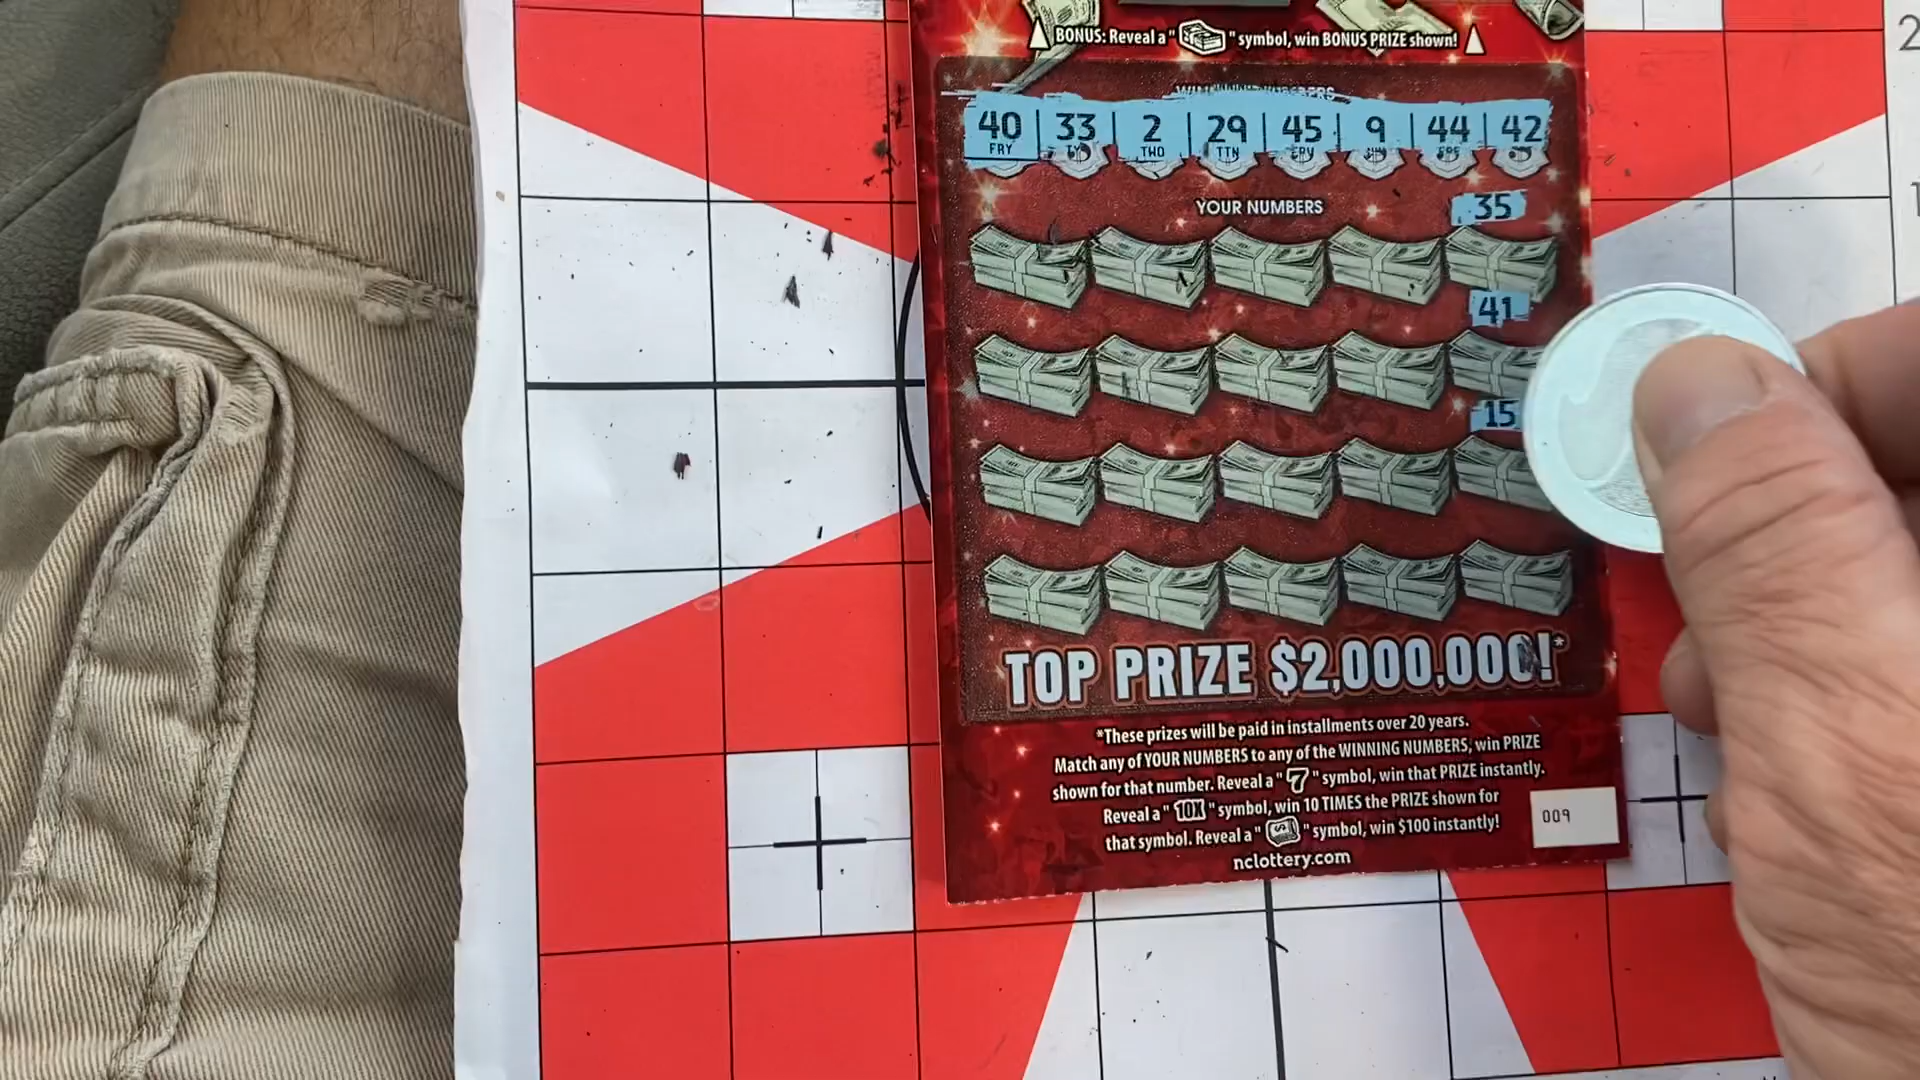 BONUS: Reveal a " " symbol, win BONUS PRIZE shown!
40 33 2 29 45 9 44 42
FRY TWO TTN
YOUR NUMBERS
35
41
15
TOP PRIZE $2,000,000!*
*These prizes will be paid in installments over 20 years.
Match any of YOUR NUMBERS to any of the WINNING NUMBERS, win PRIZE
shown for that number. Reveal a "7" symbol, win that PRIZE instantly.
Reveal a "10X" symbol, win 10 TIMES the PRIZE shown for
that symbol. Reveal a " " symbol, win $100 instantly!
009
nclottery.com
2